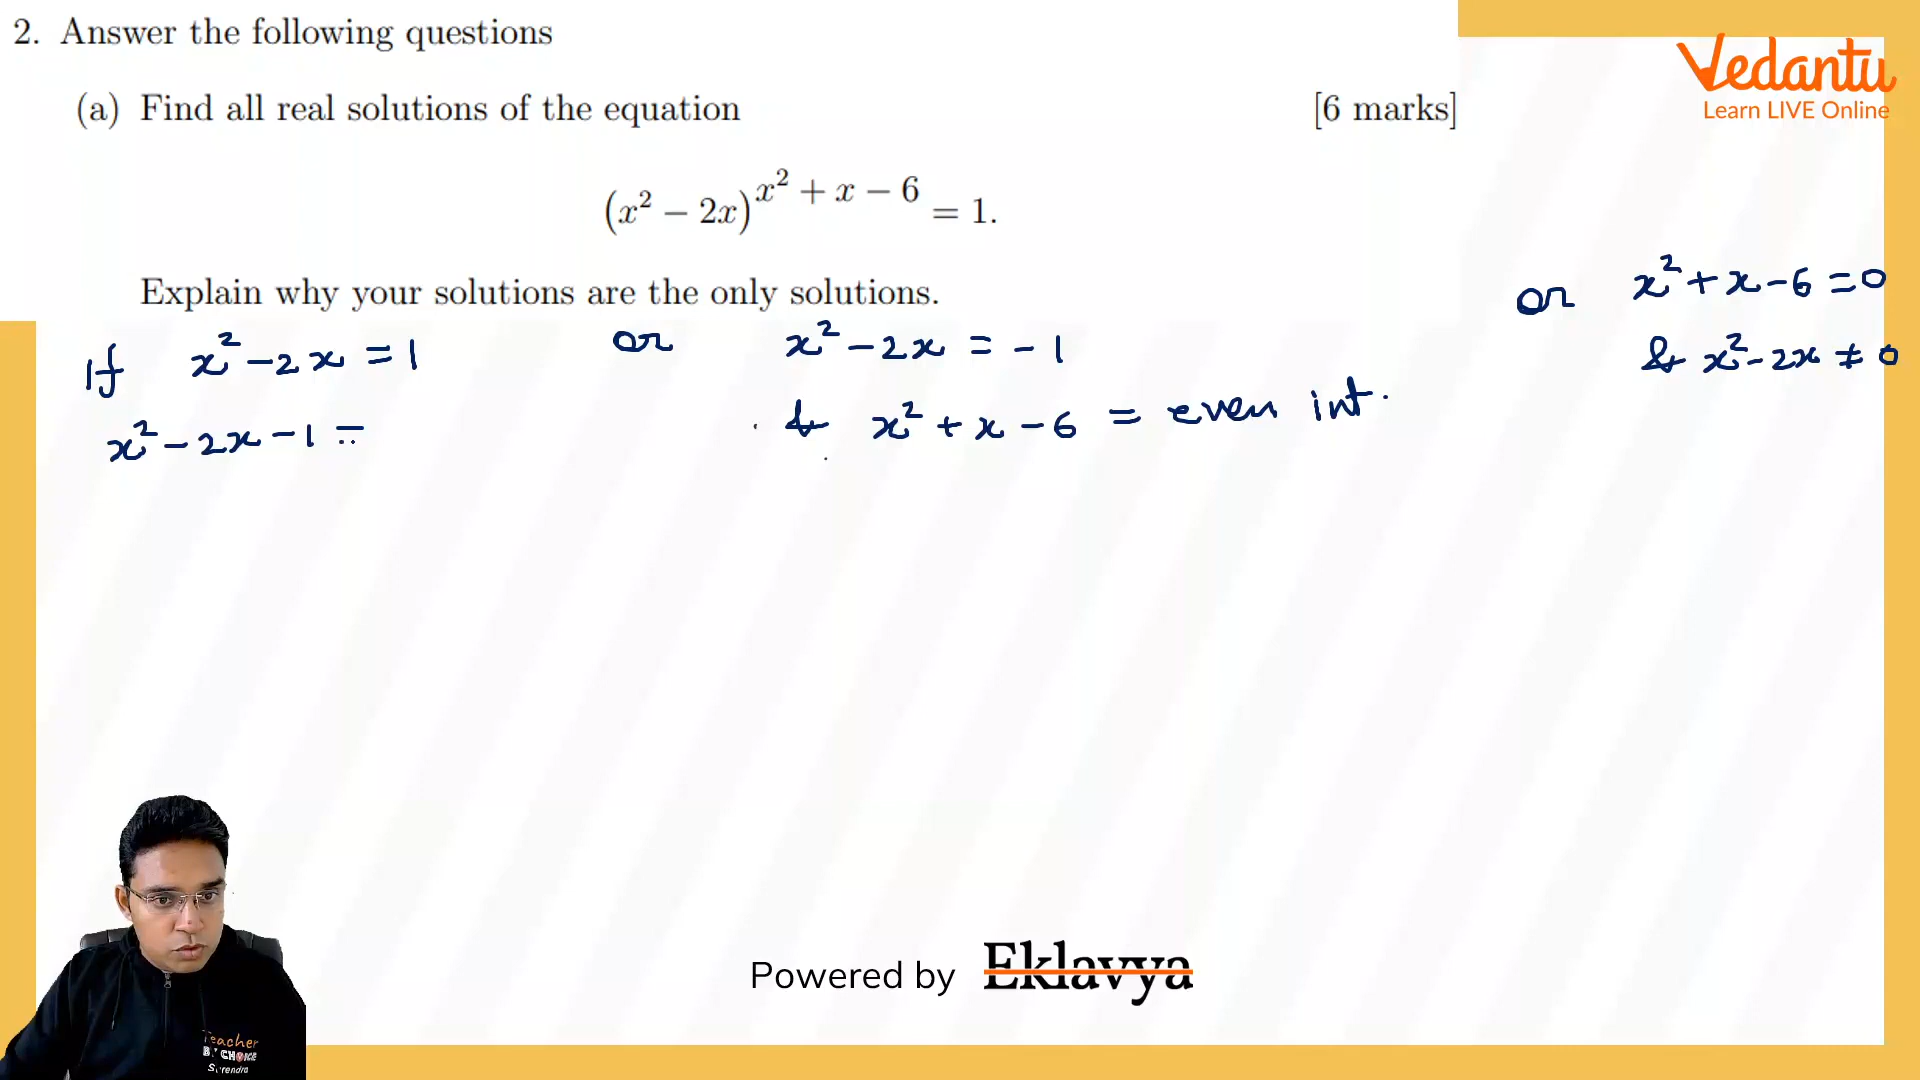 2. Answer the following questions
(a) Find all real solutions of the equation [6 marks]
(x² − 2x)^(x² + x − 6) = 1.
Explain why your solutions are the only solutions.
If x² − 2x = 1 or x² − 2x = −1 or x² + x − 6 = 0
& x² − 2x ≠ 0
x² − 2x − 1 = & x² + x − 6 = even int.
Vedantu
Learn LIVE Online
Powered by Eklavya
Teacher
BY CHOICE
Surendra